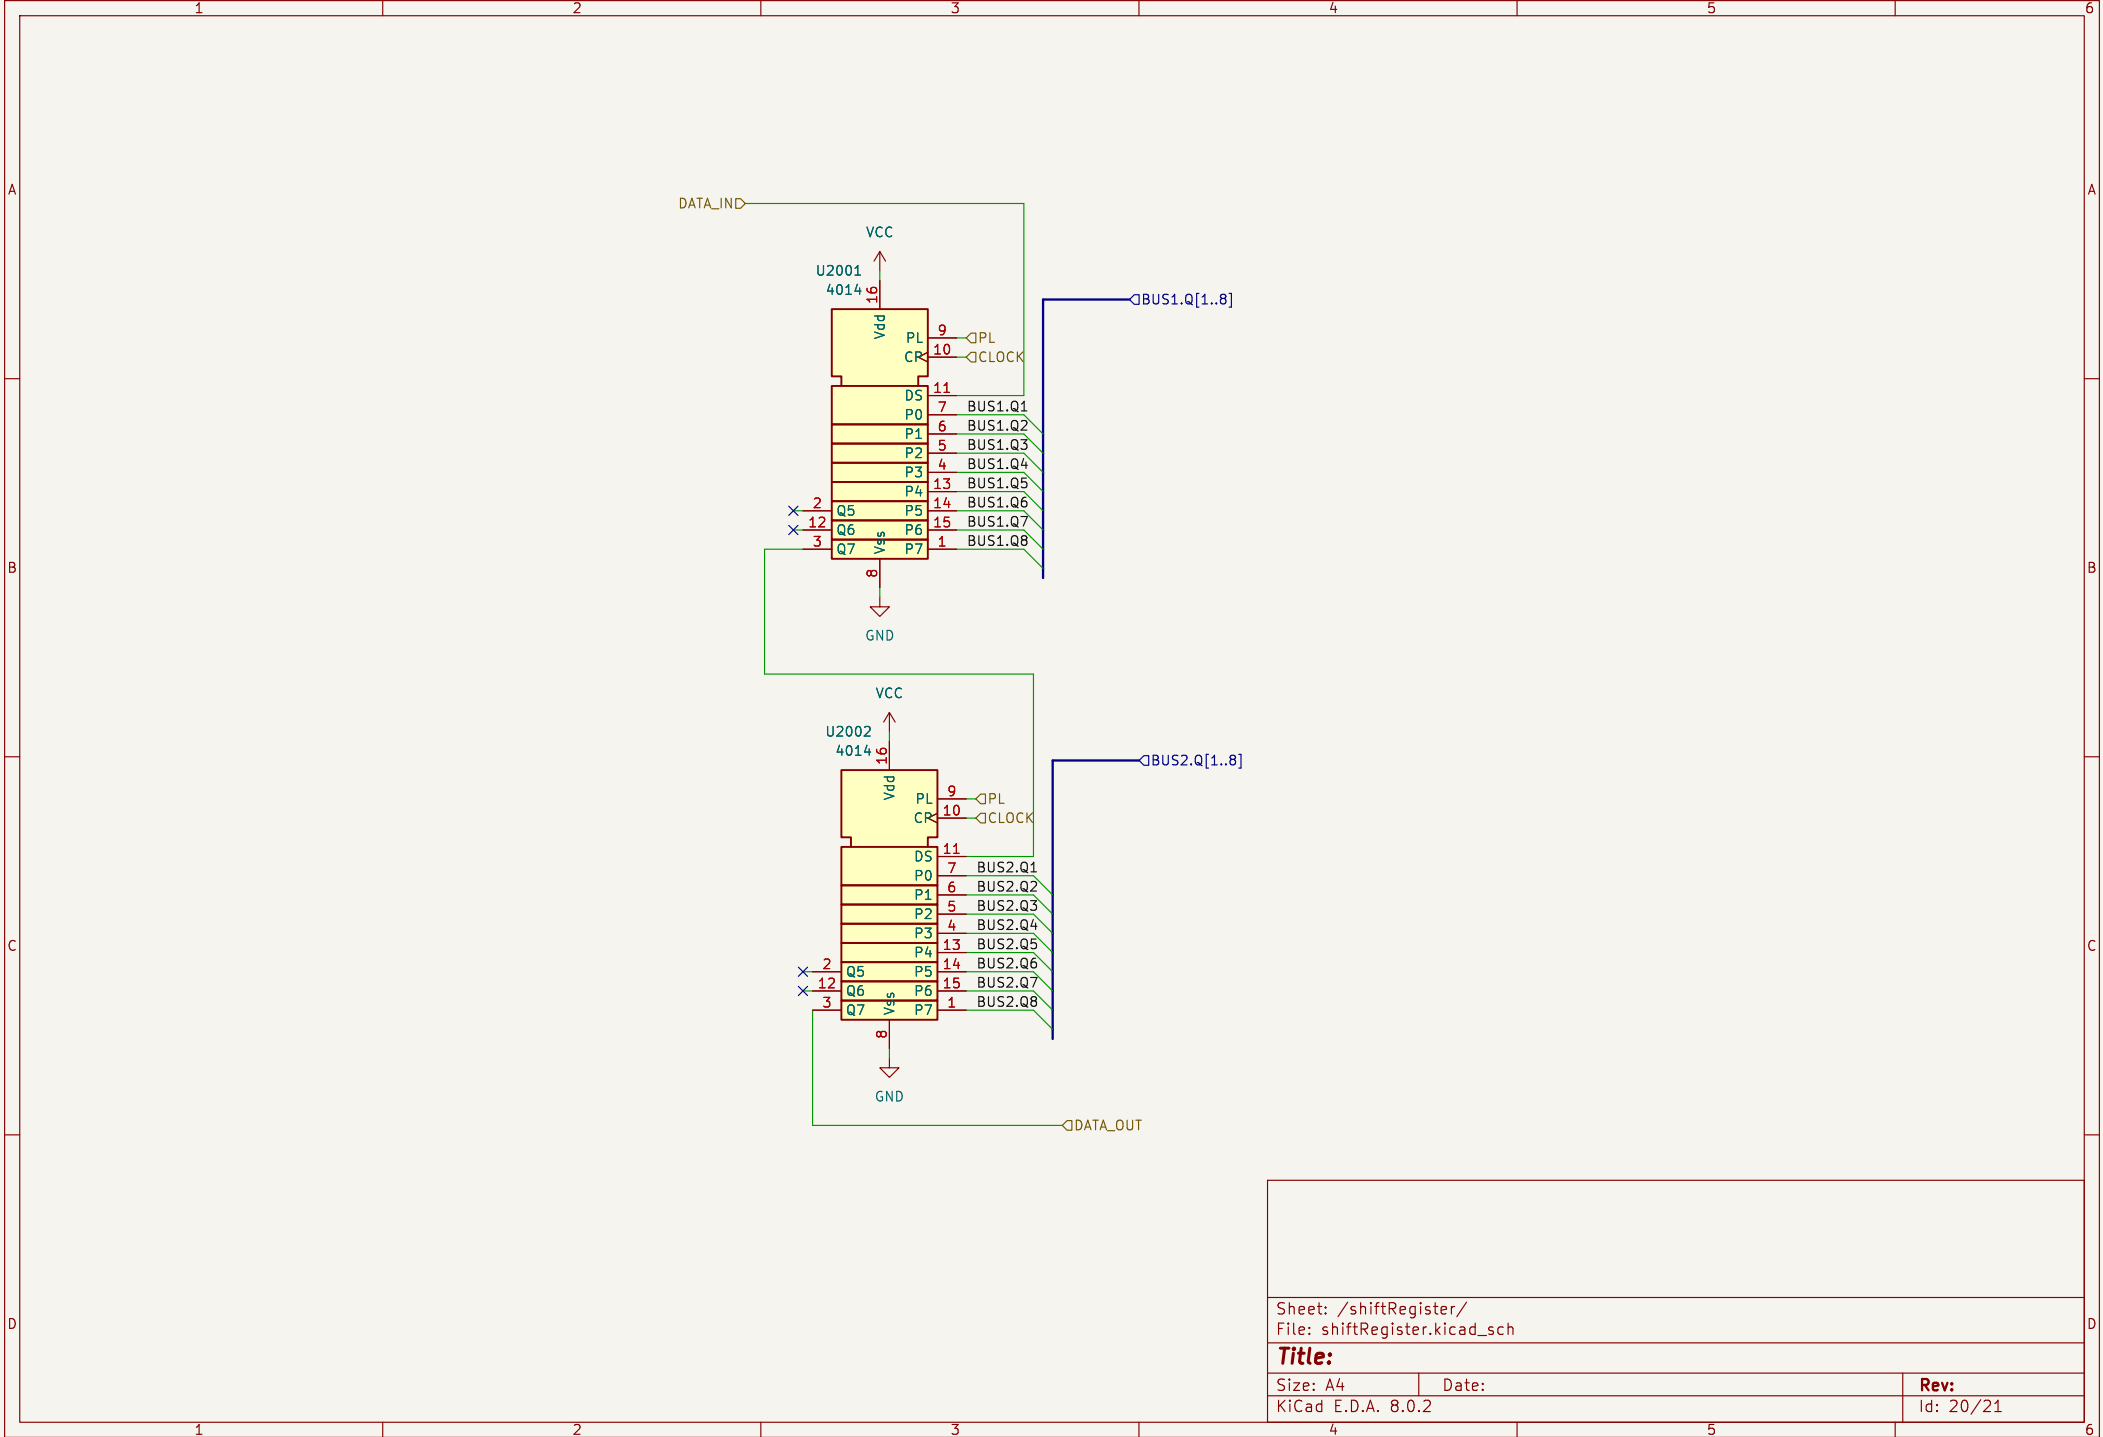 1 2 3 4 5 6
A A
DATA_IN
VCC
U2001
4014
16
Vdd
BUS1.Q[1..8]
PL 9 PL
CP 10 CLOCK
DS 11
P0 7 BUS1.Q1
P1 6 BUS1.Q2
P2 5 BUS1.Q3
P3 4 BUS1.Q4
P4 13 BUS1.Q5
2 Q5 P5 14 BUS1.Q6
12 Q6 P6 15 BUS1.Q7
3 Q7 Vss P7 1 BUS1.Q8
B B
8
GND
VCC
U2002
4014
16
Vdd
BUS2.Q[1..8]
PL 9 PL
CP 10 CLOCK
DS 11
P0 7 BUS2.Q1
P1 6 BUS2.Q2
P2 5 BUS2.Q3
P3 4 BUS2.Q4
C C
P4 13 BUS2.Q5
2 Q5 P5 14 BUS2.Q6
12 Q6 P6 15 BUS2.Q7
3 Q7 Vss P7 1 BUS2.Q8
8
GND
DATA_OUT
D D
Sheet: /shiftRegister/
File: shiftRegister.kicad_sch
Title:
Size: A4 Date: Rev:
KiCad E.D.A. 8.0.2 Id: 20/21
1 2 3 4 5 6